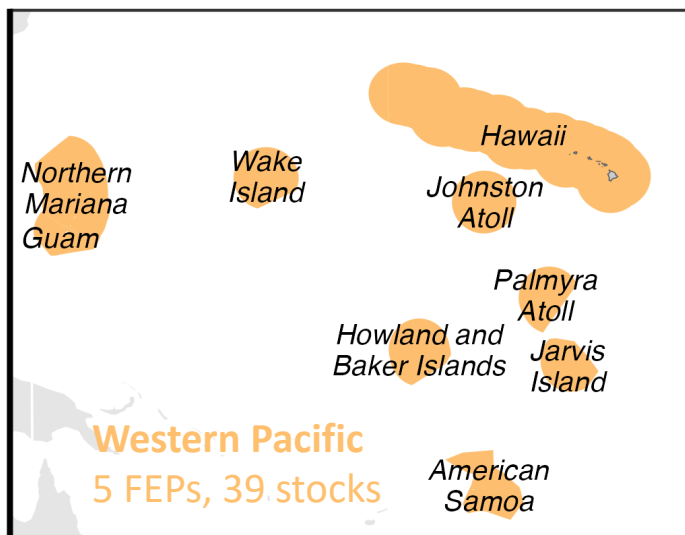 Hawaii
Northern
Mariana
Guam
Wake
Island
Johnston
Atoll
Palmyra
Atoll
Howland and
Baker Islands
Jarvis
Island
Western Pacific
5 FEPs, 39 stocks
American
Samoa